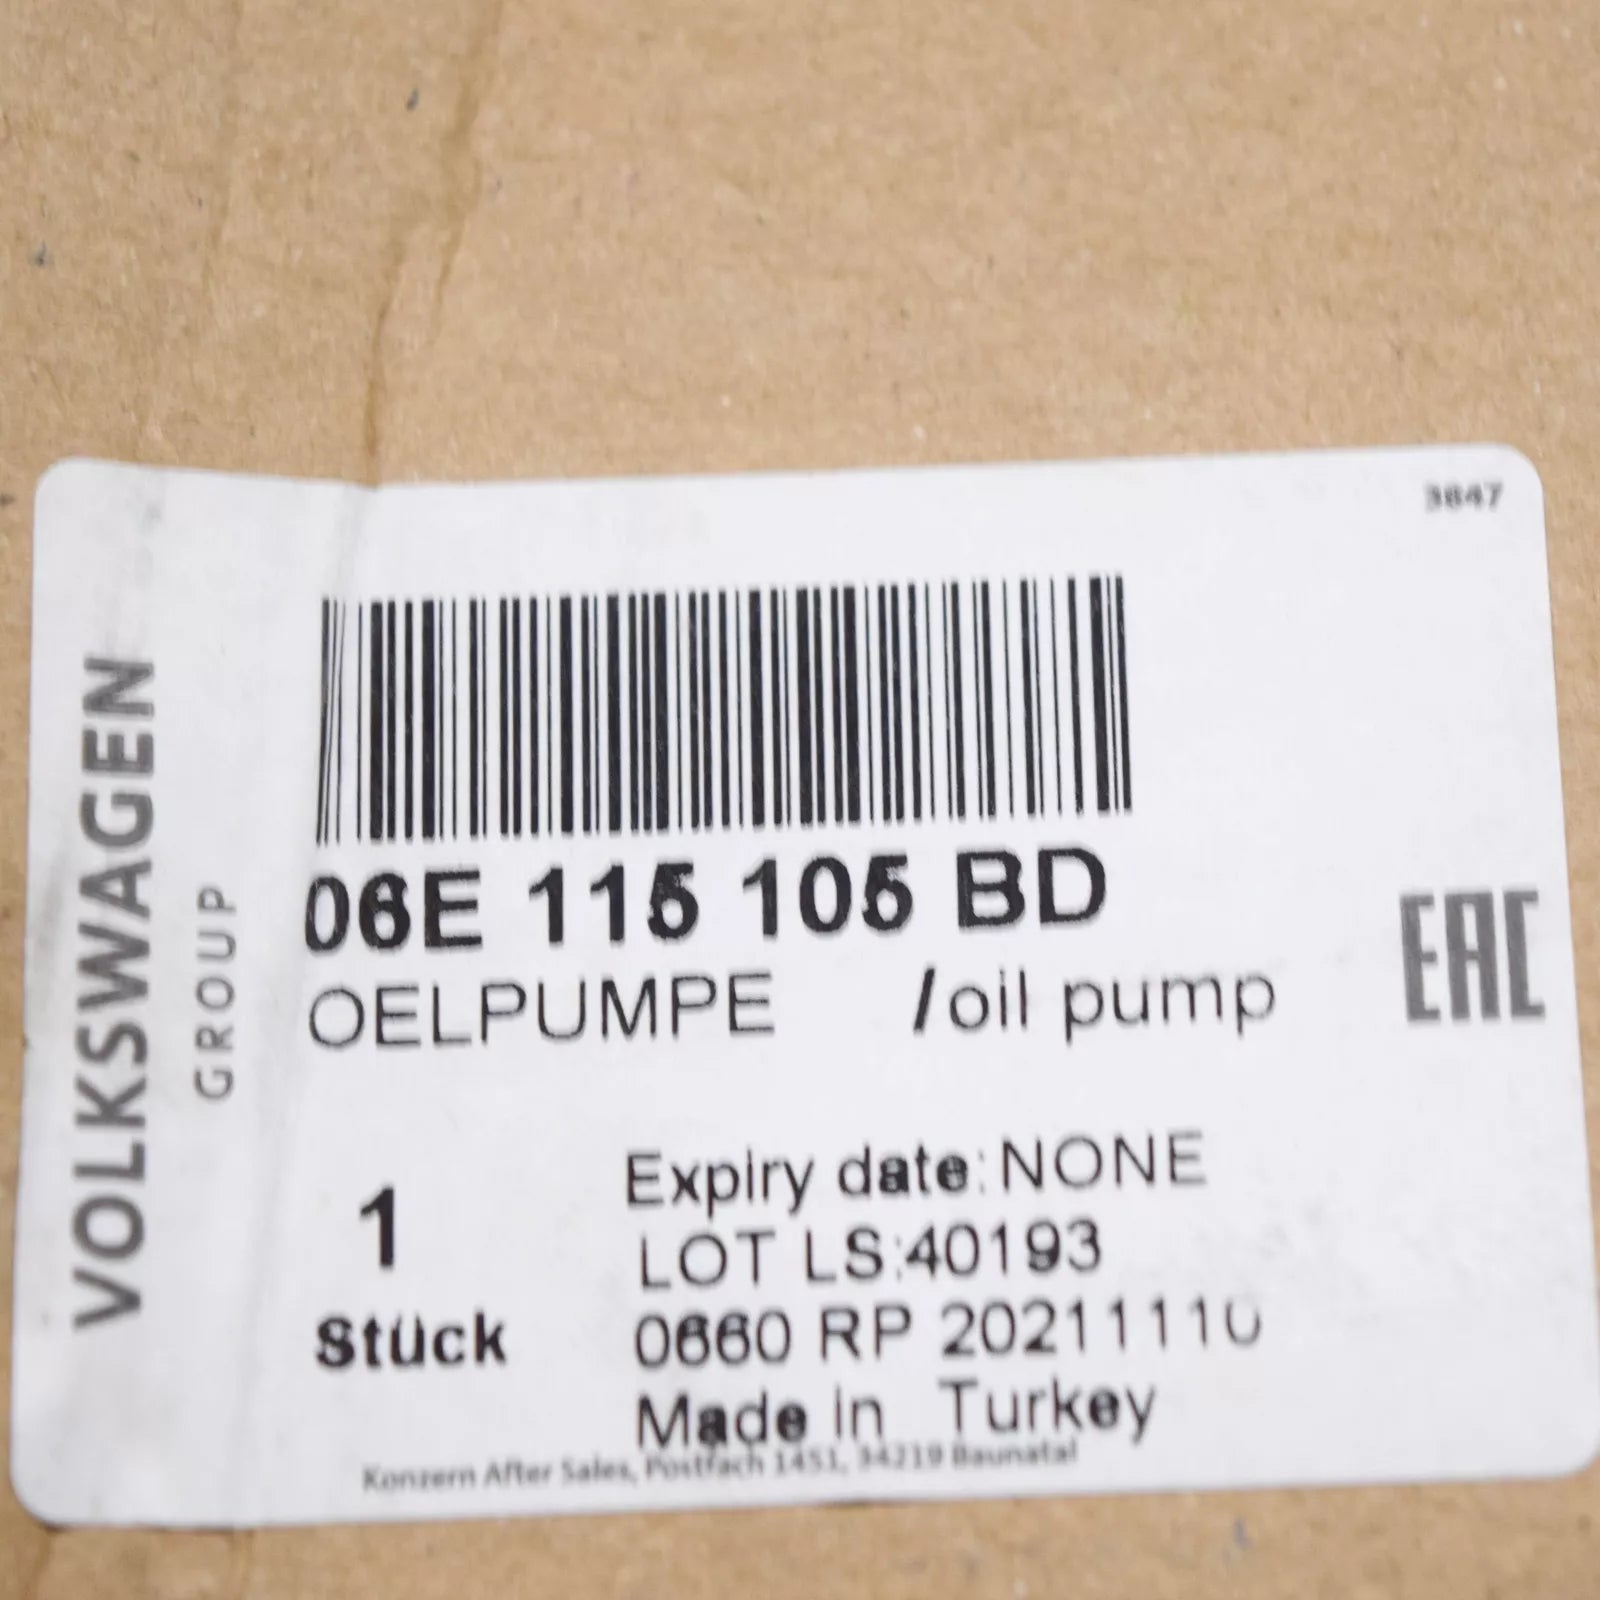 3647
VOLKSWAGEN
GROUP
06E 115 105 BD
OELPUMPE /oil pump
EAC
1
Stück
Expiry date:NONE
LOT LS:40193
0660 RP 20211110
Made in Turkey
Konzern After Sales, Postfach 1451, 34219 Baunatal